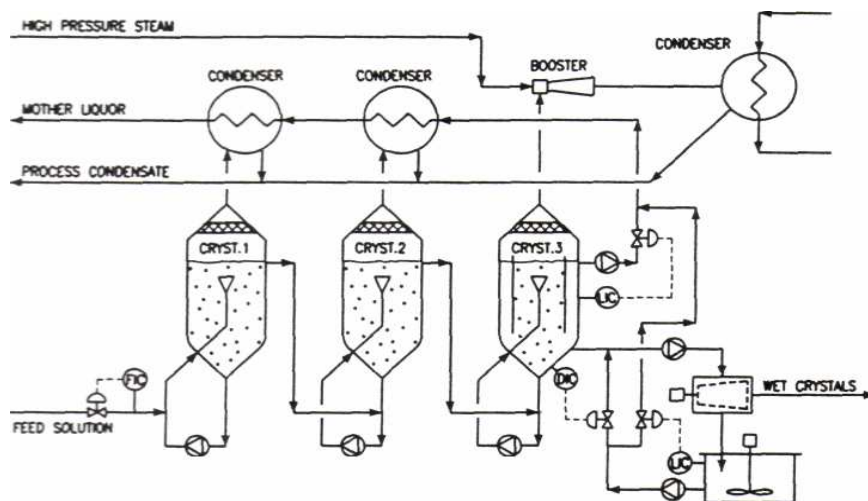 HIGH PRESSURE STEAM
CONDENSER
CONDENSER
CONDENSER
BOOSTER
MOTHER LIQUOR
PROCESS CONDENSATE
CRYST.1
CRYST.2
CRYST.3
LIC
FIC
DIC
WET CRYSTALS
FEED SOLUTION
LIC